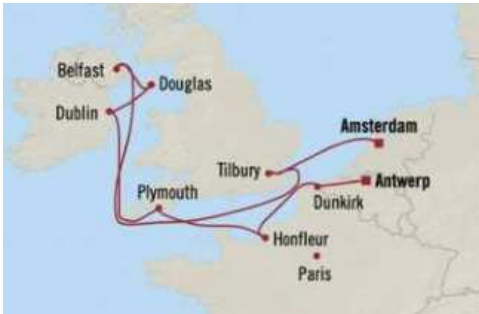 Belfast
Douglas
Dublin
Amsterdam
Tilbury
Antwerp
Plymouth
Dunkirk
Honfleur
Paris